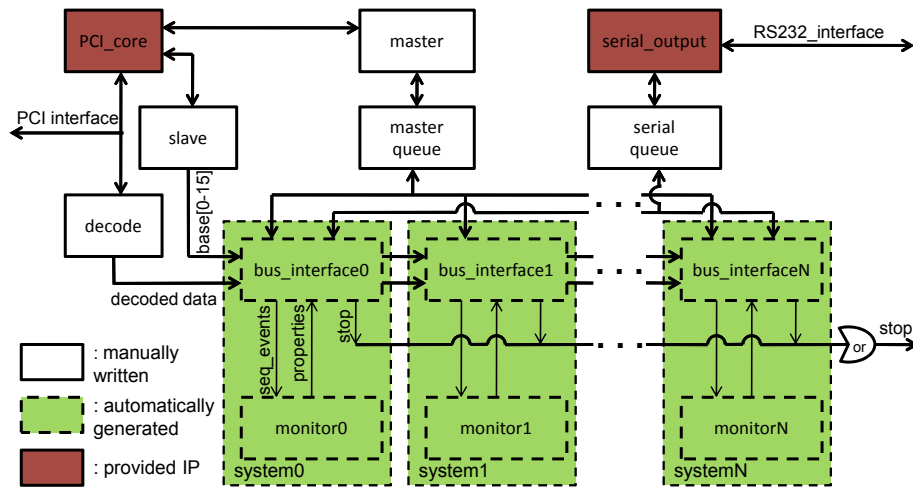 PCI_core
master
serial_output
RS232_interface
PCI interface
slave
master
queue
serial
queue
decode
base[0-15]
. . .
bus_interface0
bus_interface1
bus_interfaceN
decoded data
. . .
seq_events
properties
stop
. . .
or
stop
: manually
written
: automatically
generated
: provided IP
monitor0
monitor1
monitorN
system0
system1
systemN